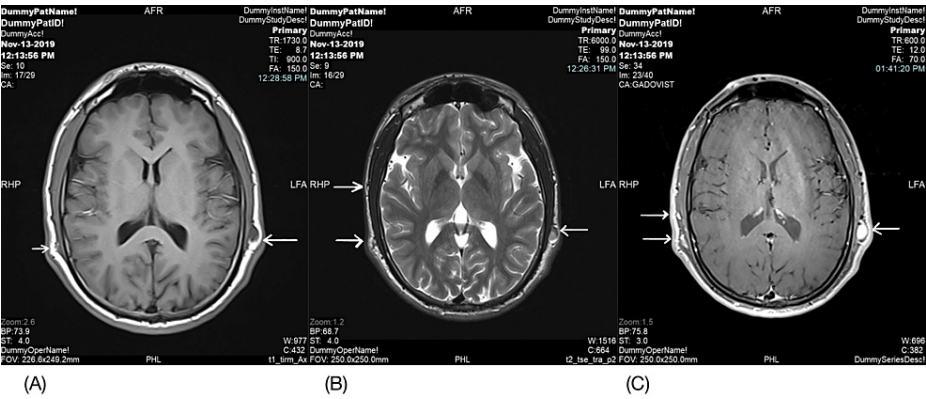 DummyPatName!
DummyPatID!
DummyAcc!
Nov-13-2019
12:13:56 PM
Se: 10
Im: 17/29
CA:
AFR
DummyInstName!
DummyStudyDesc!
Primary
TR:1730.0
TE: 8.7
TI: 900.0
FA: 150.0
12:28:58 PM
RHP
LFA
Zoom:2.6
BP:73.9
ST: 4.0
DummyOperName!
FOV: 226.6x249.2mm
PHL
W:977
C:432
t1_tirm_Ax
DummyPatName!
DummyPatID!
DummyAcc!
Nov-13-2019
12:13:56 PM
Se: 9
Im: 16/29
CA:
AFR
DummyInstName!
DummyStudyDesc!
Primary
TR:6000.0
TE: 99.0
FA: 150.0
12:26:31 PM
RHP
LFA
Zoom:1.2
BP:68.7
ST: 4.0
DummyOperName!
FOV: 250.0x250.0mm
PHL
W:1516
C:664
t2_tse_tra_p2
DummyPatName!
DummyPatID!
DummyAcc!
Nov-13-2019
12:13:56 PM
Se: 34
Im: 23/40
CA:GADOVIST
AFR
DummyInstName!
DummyStudyDesc!
Primary
TR:600.0
TE: 12.0
FA: 70.0
01:41:20 PM
RHP
LFA
Zoom:1.5
BP:75.8
ST: 3.0
DummyOperName!
FOV: 250.0x250.0mm
PHL
W:696
C:382
DummySeriesDesc!
(A)
(B)
(C)